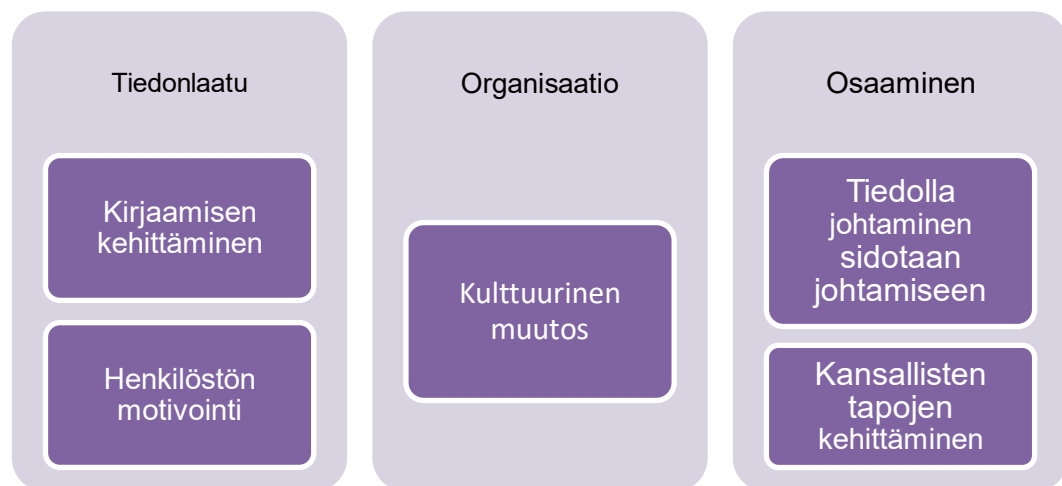 Tiedonlaatu
Kirjaamisen
kehittäminen
Henkilöstön
motivointi
Organisaatio
Kulttuurinen
muutos
Osaaminen
Tiedolla
johtaminen
sidotaan
johtamiseen
Kansallisten
tapojen
kehittäminen